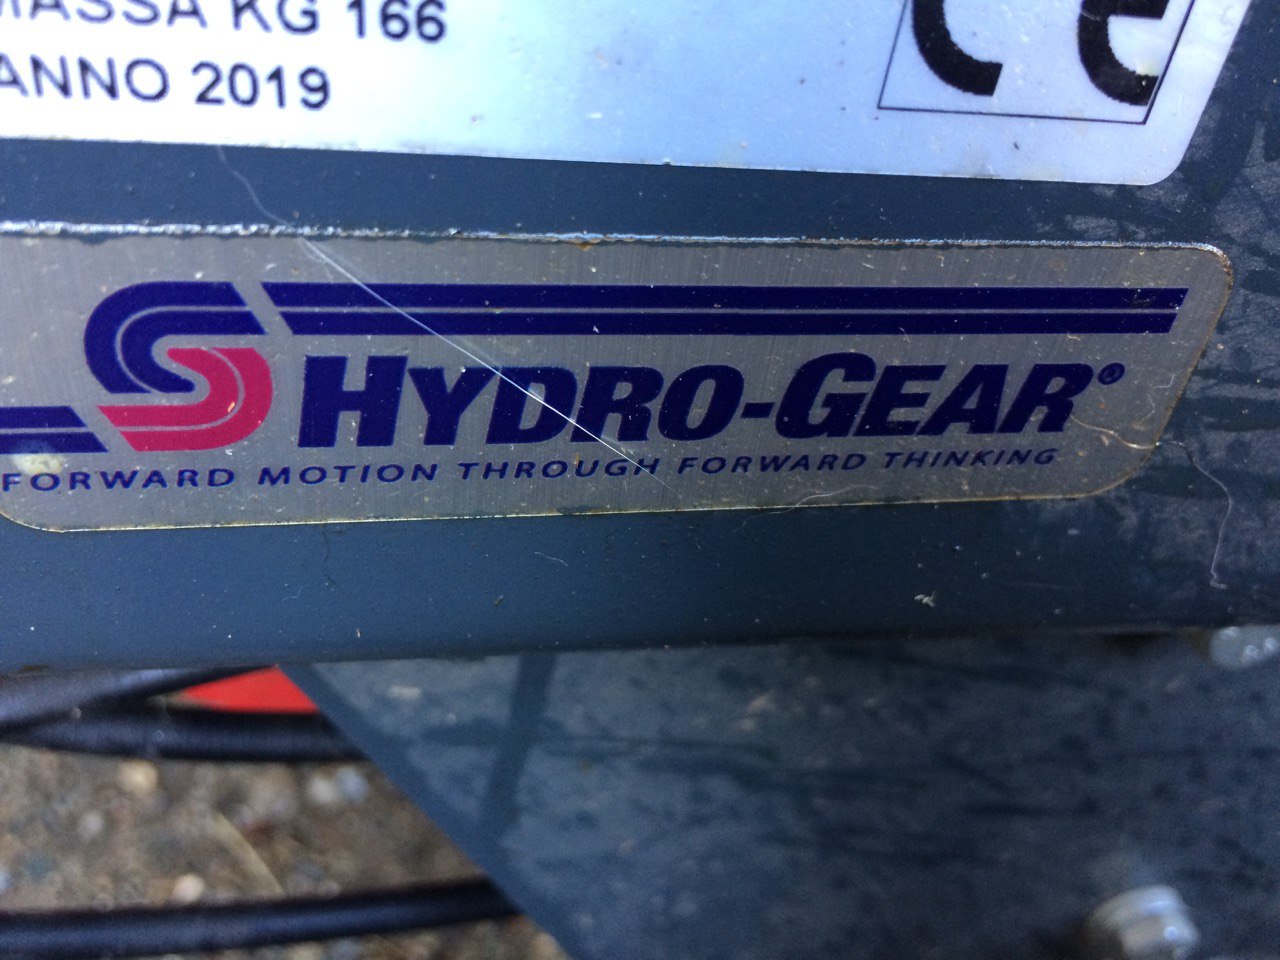 MASSA KG 166
ANNO 2019
CE
HYDRO-GEAR®
FORWARD MOTION THROUGH FORWARD THINKING